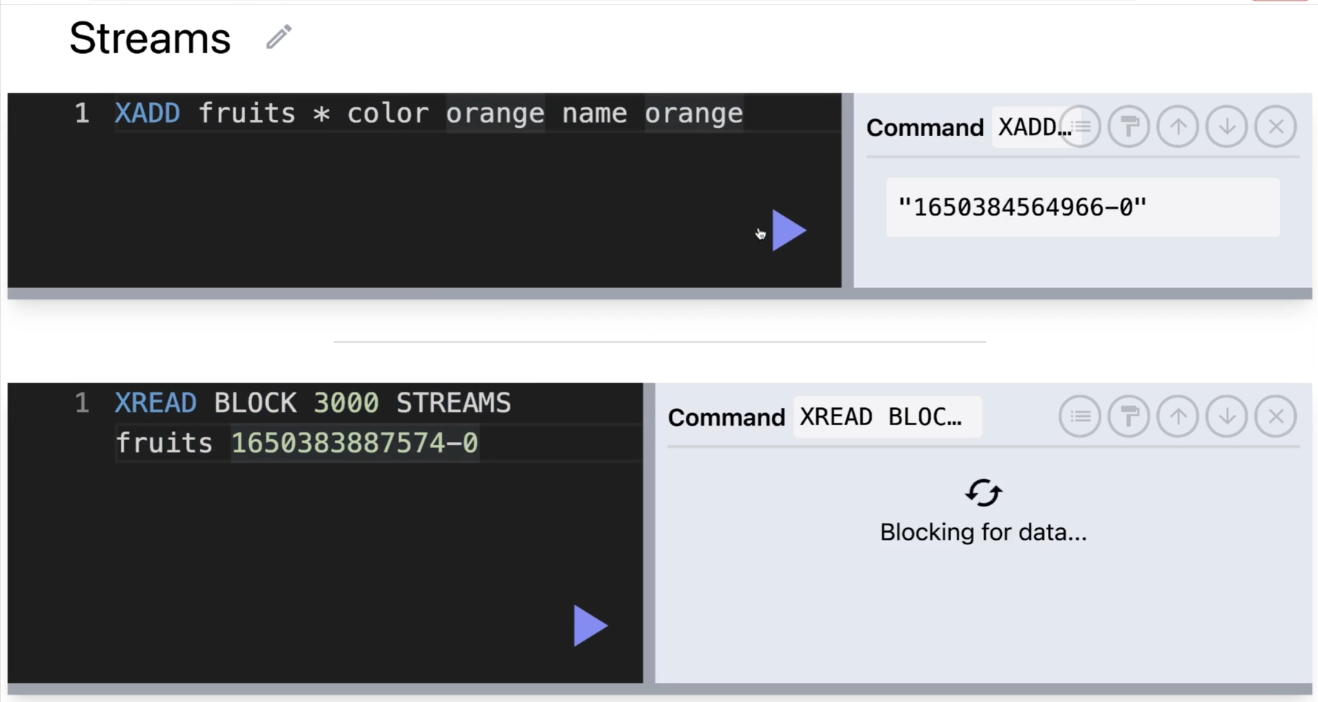 Streams
1 XADD fruits * color orange name orange
Command XADD…
"1650384564966-0"
1 XREAD BLOCK 3000 STREAMS
fruits 1650383887574-0
Command XREAD BLOC…
Blocking for data...